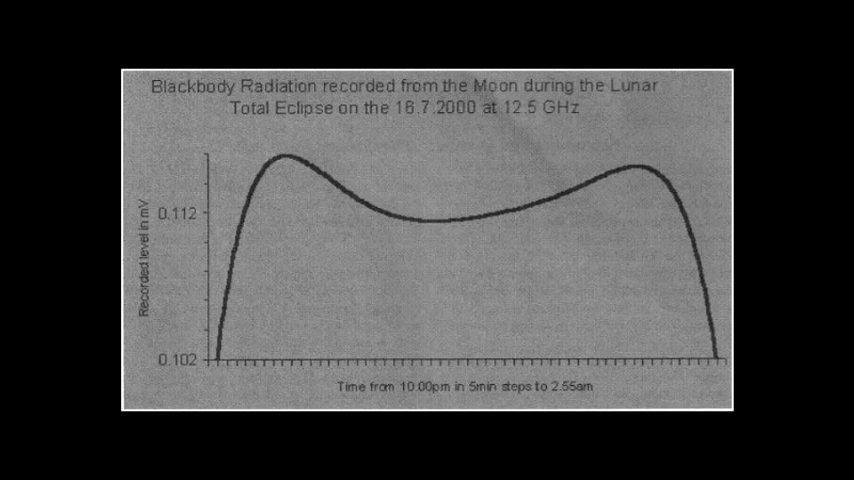 Blackbody Radiation recorded from the Moon during the Lunar
Total Eclipse on the 16.7.2000 at 12.5 GHz
Recorded level in mV
0.112
0.102
Time from 10.00pm in 5min steps to 2.55am